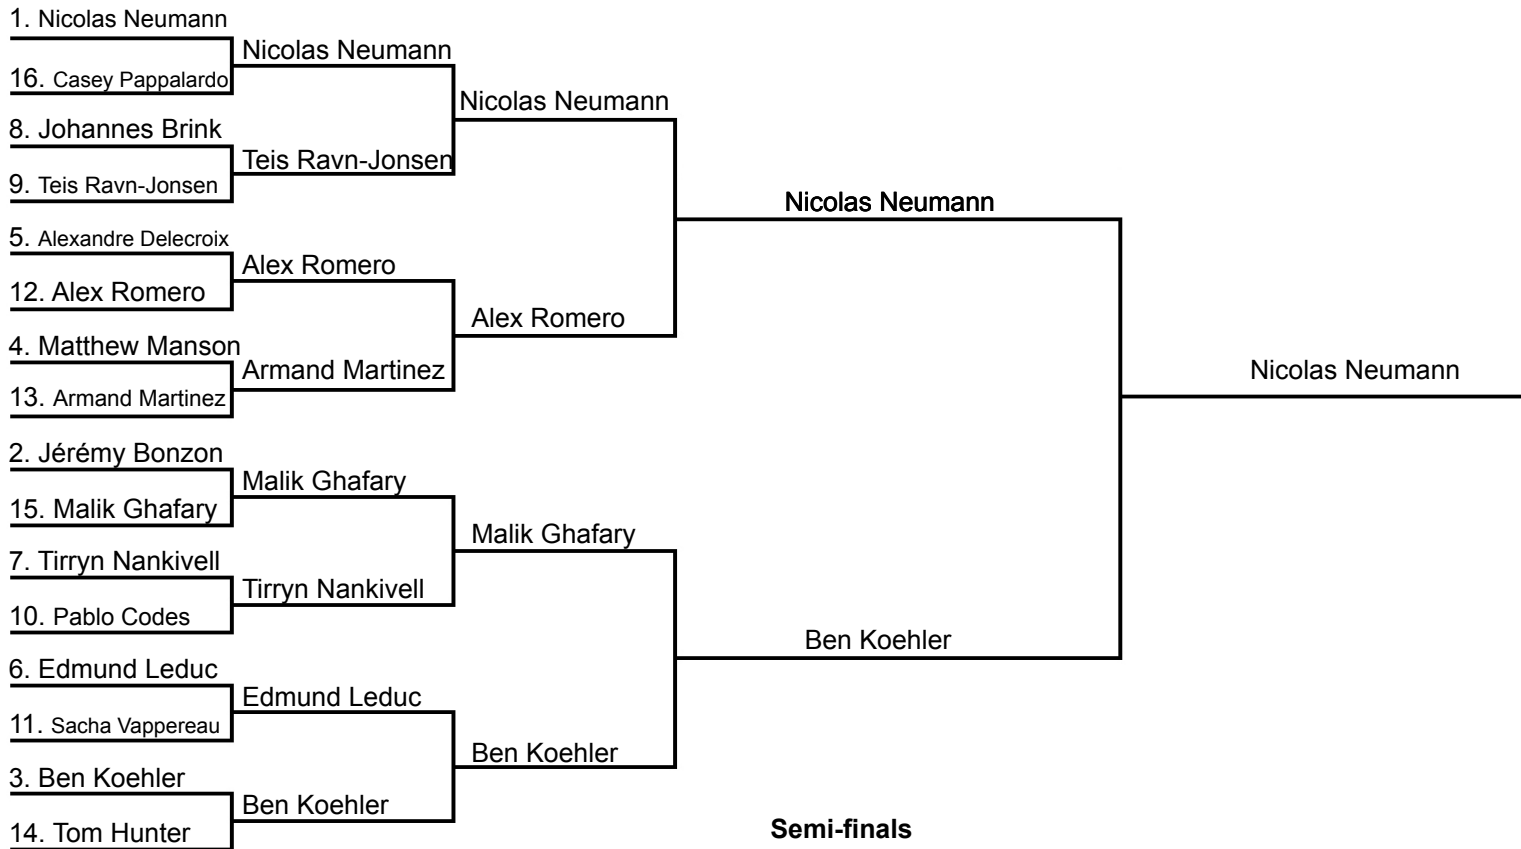 1. Nicolas Neumann
16. Casey Pappalardo
8. Johannes Brink
9. Teis Ravn-Jonsen
5. Alexandre Delecroix
12. Alex Romero
4. Matthew Manson
13. Armand Martinez
2. Jérémy Bonzon
15. Malik Ghafary
7. Tirryn Nankivell
10. Pablo Codes
6. Edmund Leduc
11. Sacha Vappereau
3. Ben Koehler
14. Tom Hunter
Nicolas Neumann
Teis Ravn-Jonsen
Alex Romero
Armand Martinez
Malik Ghafary
Tirryn Nankivell
Edmund Leduc
Ben Koehler
Nicolas Neumann
Alex Romero
Malik Ghafary
Ben Koehler
Nicolas Neumann
Ben Koehler
Semi-finals
Nicolas Neumann